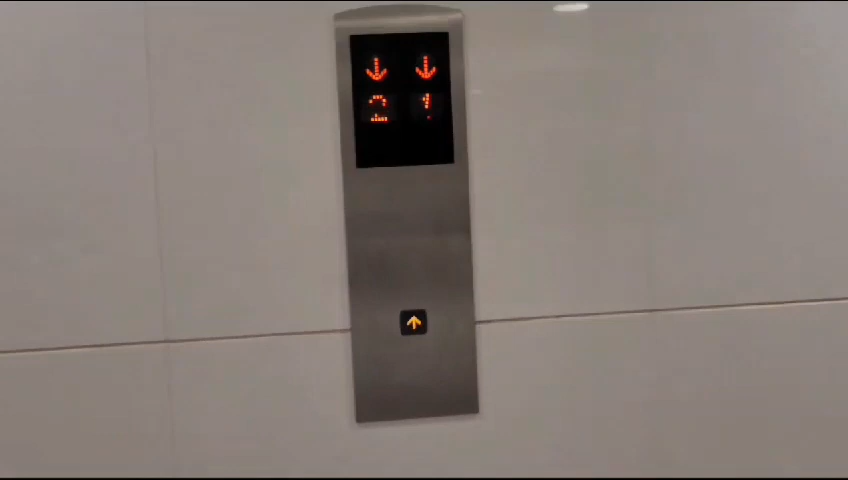 ↓ ↓
2 1
↑